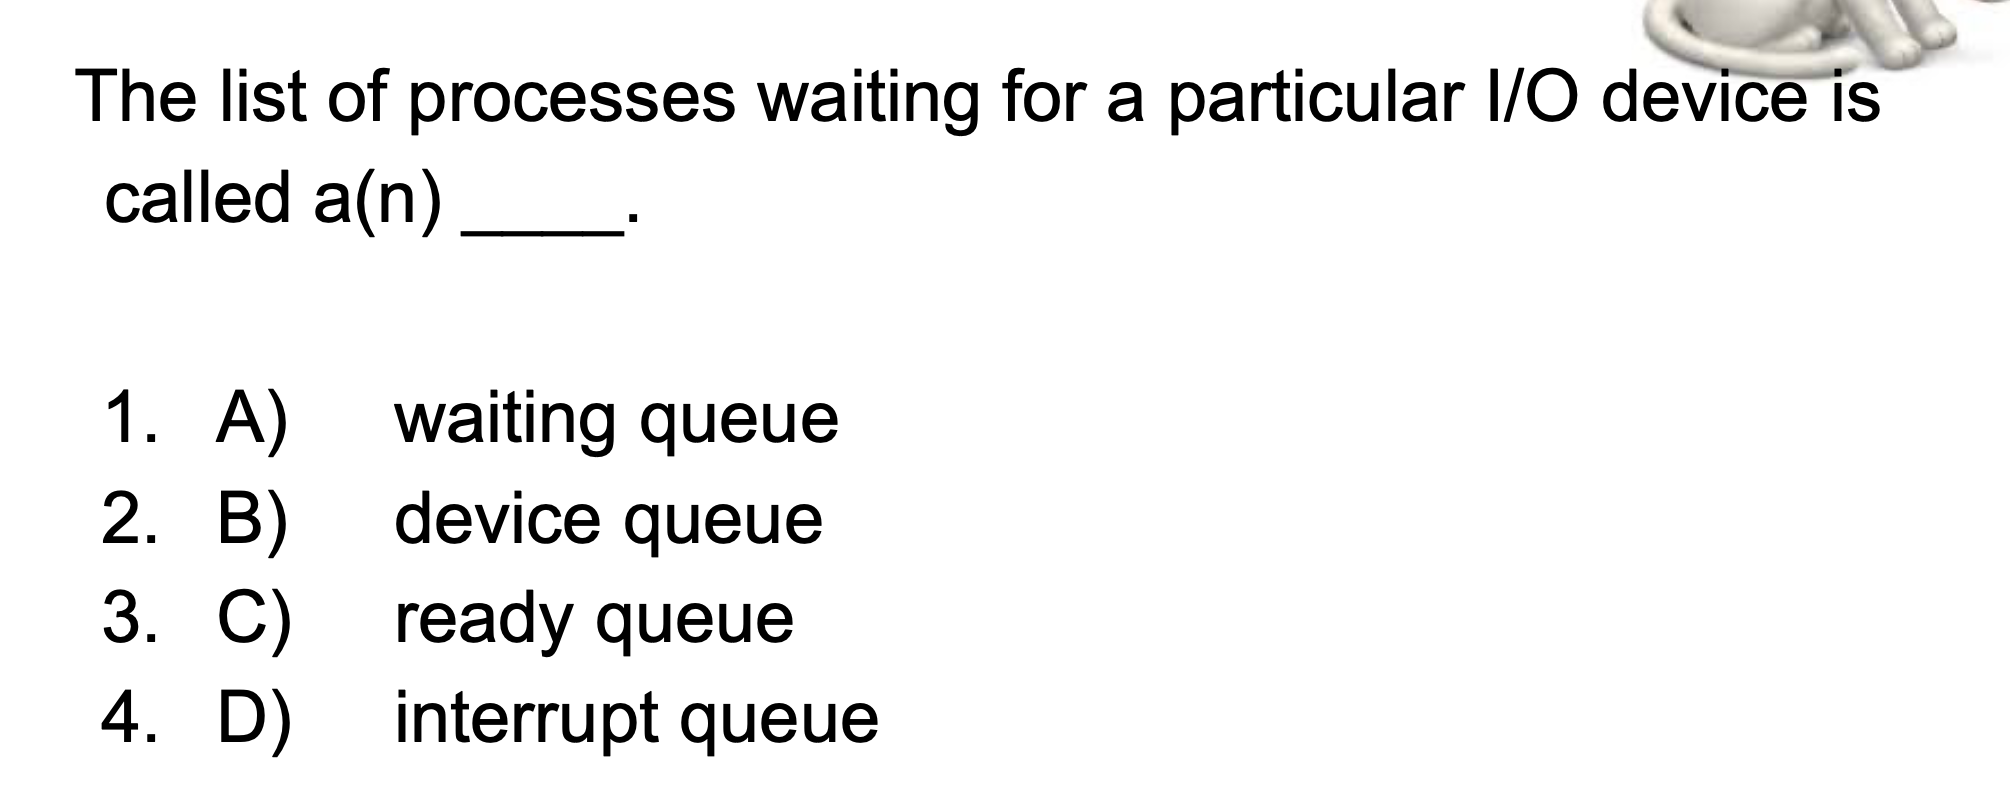 The list of processes waiting for a particular I/O device is
called a(n) ____.
1. A) waiting queue
2. B) device queue
3. C) ready queue
4. D) interrupt queue